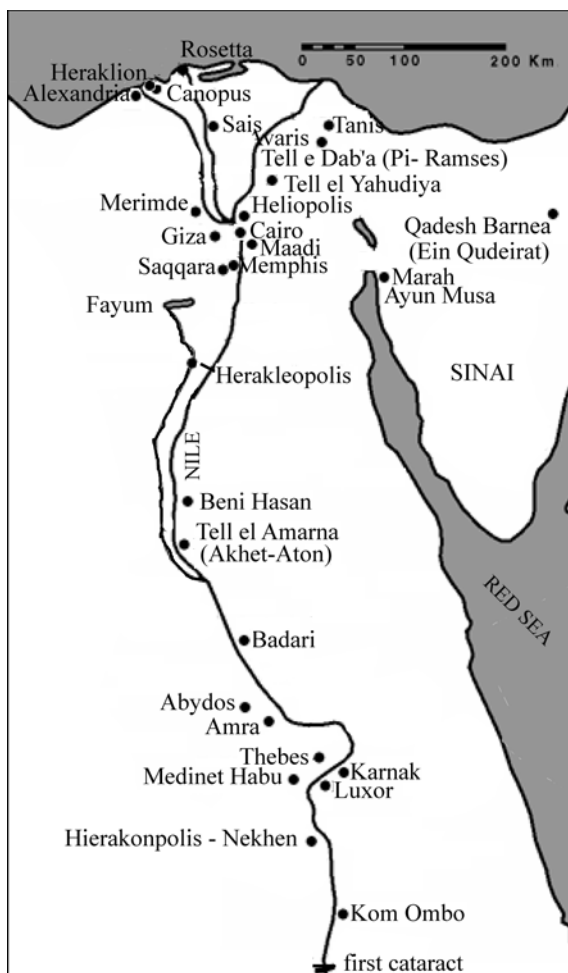 Rosetta
0 50 100 200 Km
Heraklion
Alexandria
Canopus
Sais
Tanis
Avaris
Tell e Dab'a (Pi- Ramses)
Tell el Yahudiya
Merimde
Heliopolis
Qadesh Barnea
(Ein Qudeirat)
Giza
Cairo
Maadi
Saqqara
Memphis
Marah
Ayun Musa
Fayum
Herakleopolis
SINAI
NILE
Beni Hasan
Tell el Amarna
(Akhet-Aton)
RED SEA
Badari
Abydos
Amra
Thebes
Medinet Habu
Karnak
Luxor
Hierakonpolis - Nekhen
Kom Ombo
first cataract